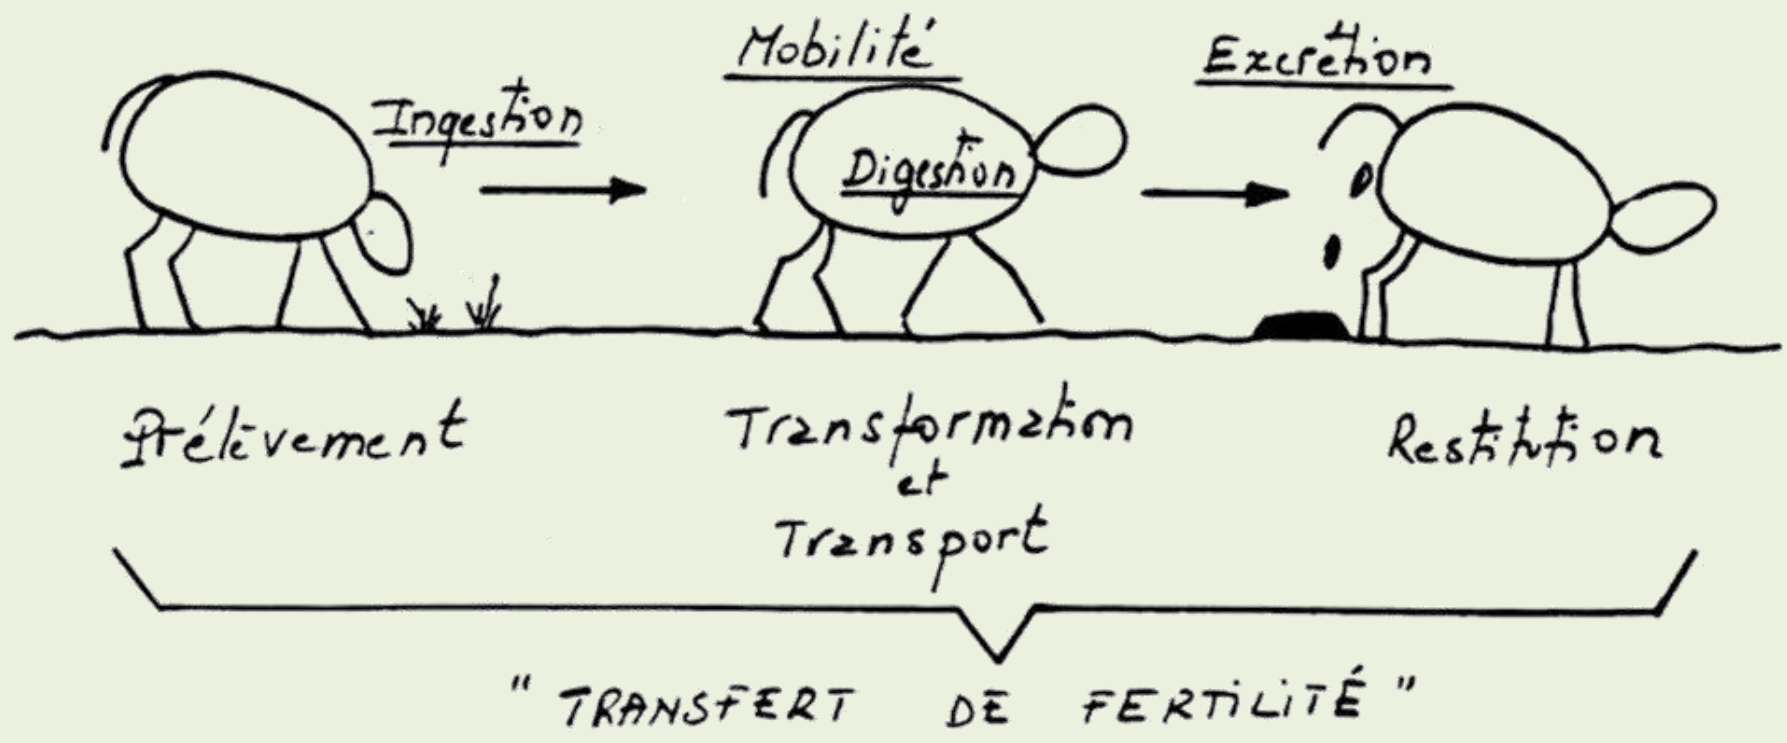 Ingestion
Mobilité
Digestion
Excrétion
Prélèvement
Transformation
et
Transport
Restitution
"TRANSFERT DE FERTILITÉ"